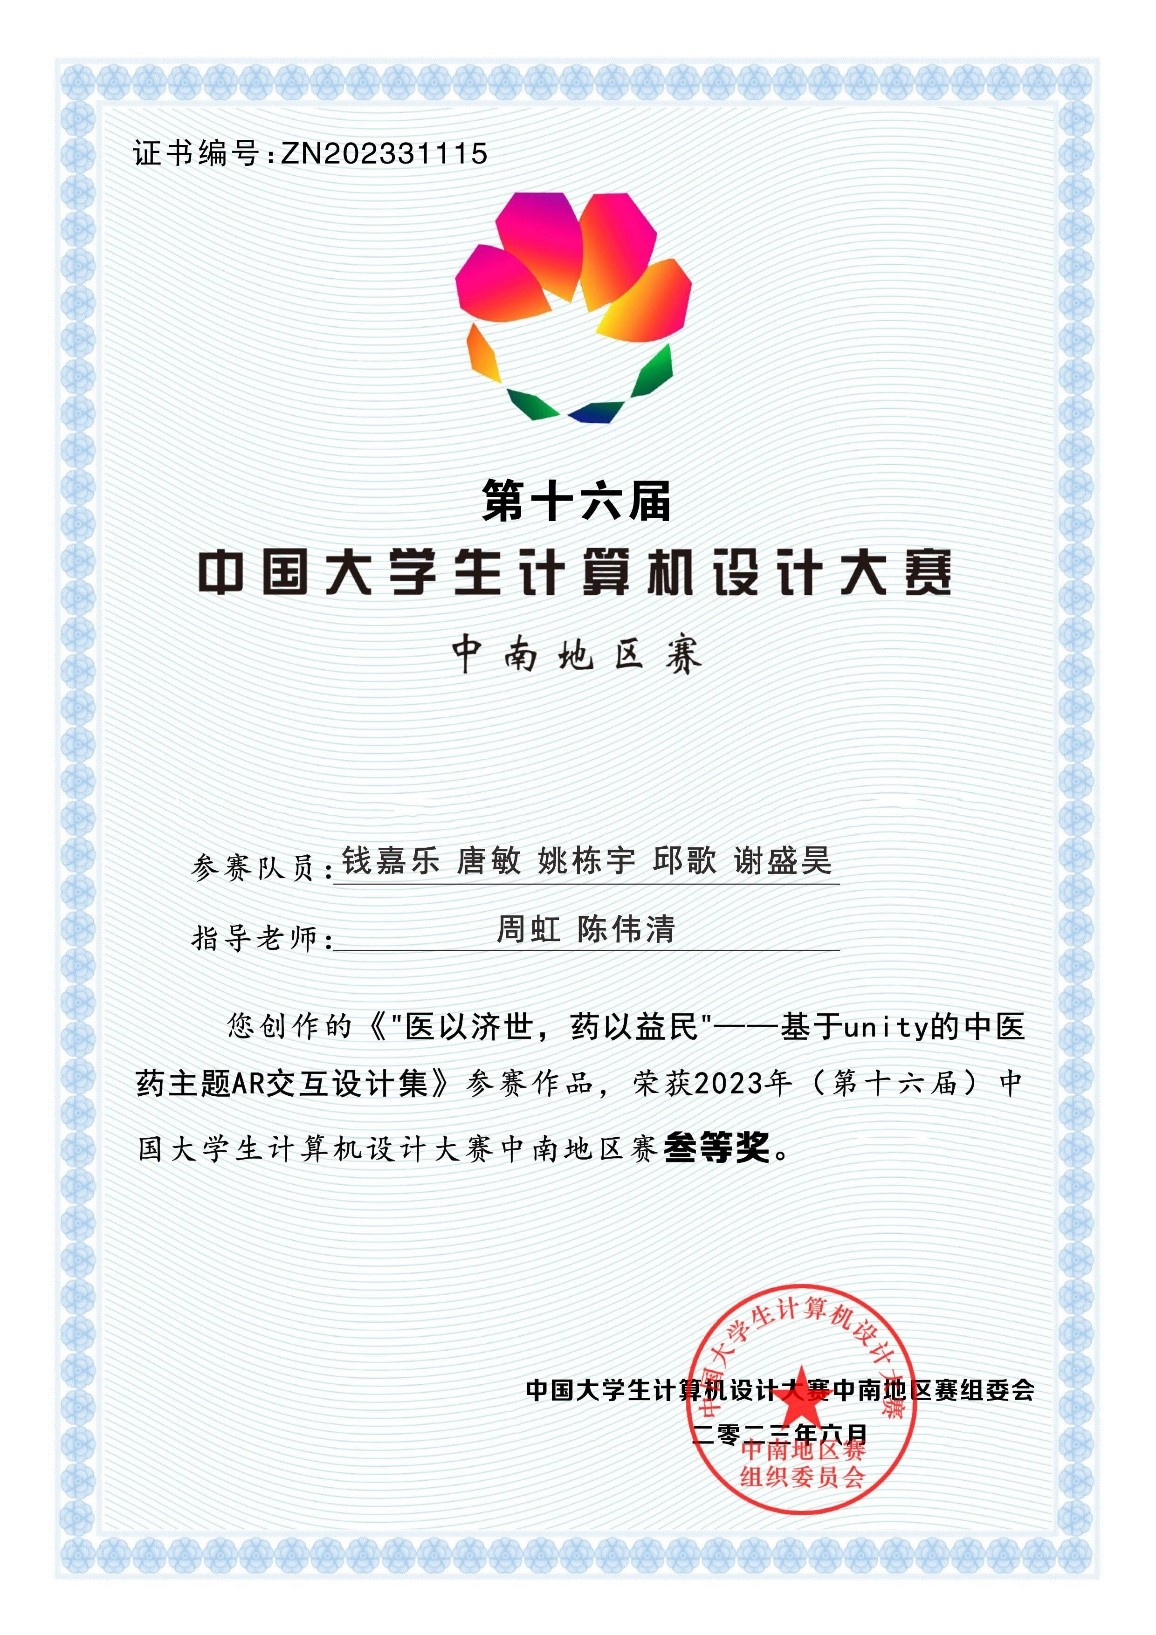 证书编号:ZN202331115
第十六届
中国大学生计算机设计大赛
中南地区赛
参赛队员:钱嘉乐 唐敏 姚栋宇 邱歌 谢盛昊
指导老师:周虹 陈伟清
您创作的《"医以济世，药以益民"——基于unity的中医
药主题AR交互设计集》参赛作品，荣获2023年（第十六届）中
国大学生计算机设计大赛中南地区赛叁等奖。
中国大学生计算机设计大赛中南地区赛组委会
二零二三年六月
中国大学生计算机设计大赛
中南地区赛
组织委员会